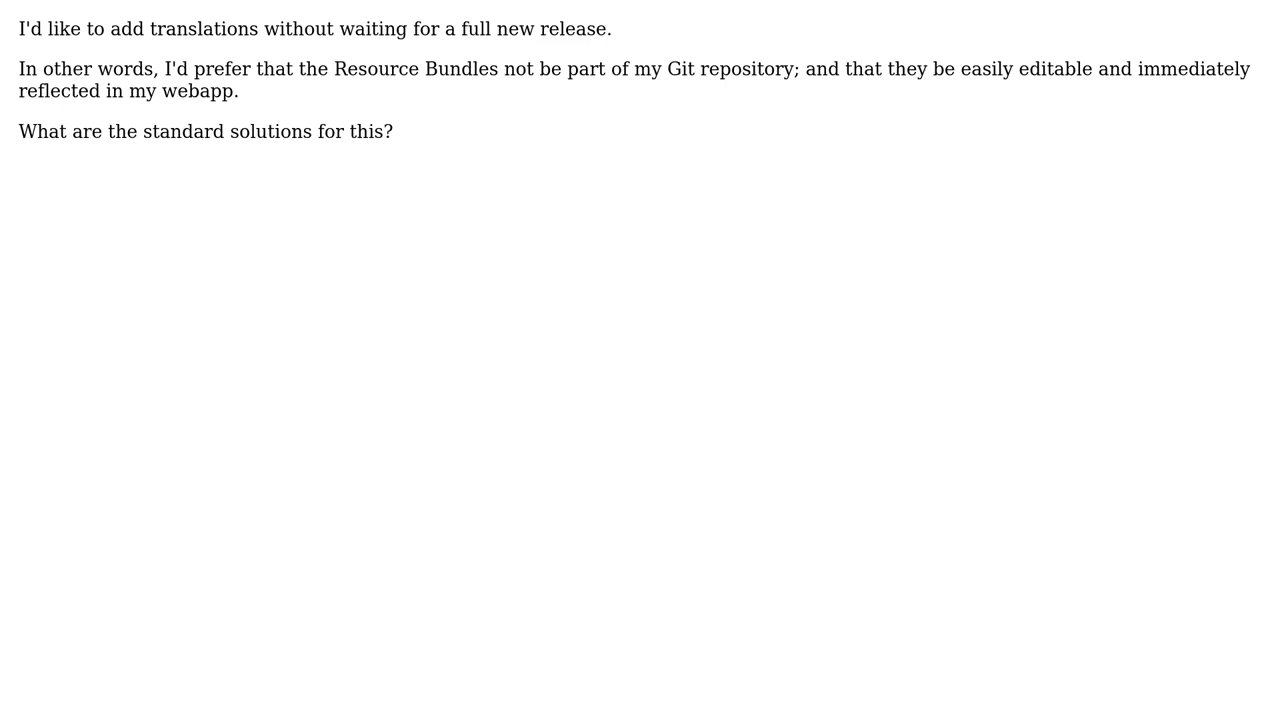 I'd like to add translations without waiting for a full new release.
In other words, I'd prefer that the Resource Bundles not be part of my Git repository; and that they be easily editable and immediately
reflected in my webapp.
What are the standard solutions for this?